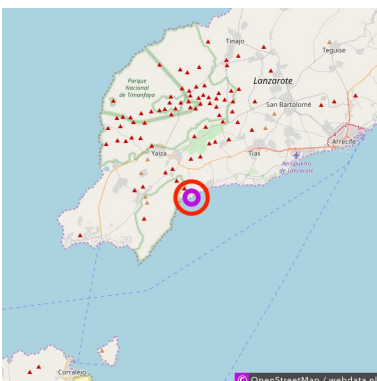 Tinajo
Teguise
Parque
Nacional
de Timanfaya
Lanzarote
San Bartolomé
Arrecife
Yaiza
Tías
Aeropuerto
de Lanzarote
Corralejo
© OpenStreetMap / webdata.nl